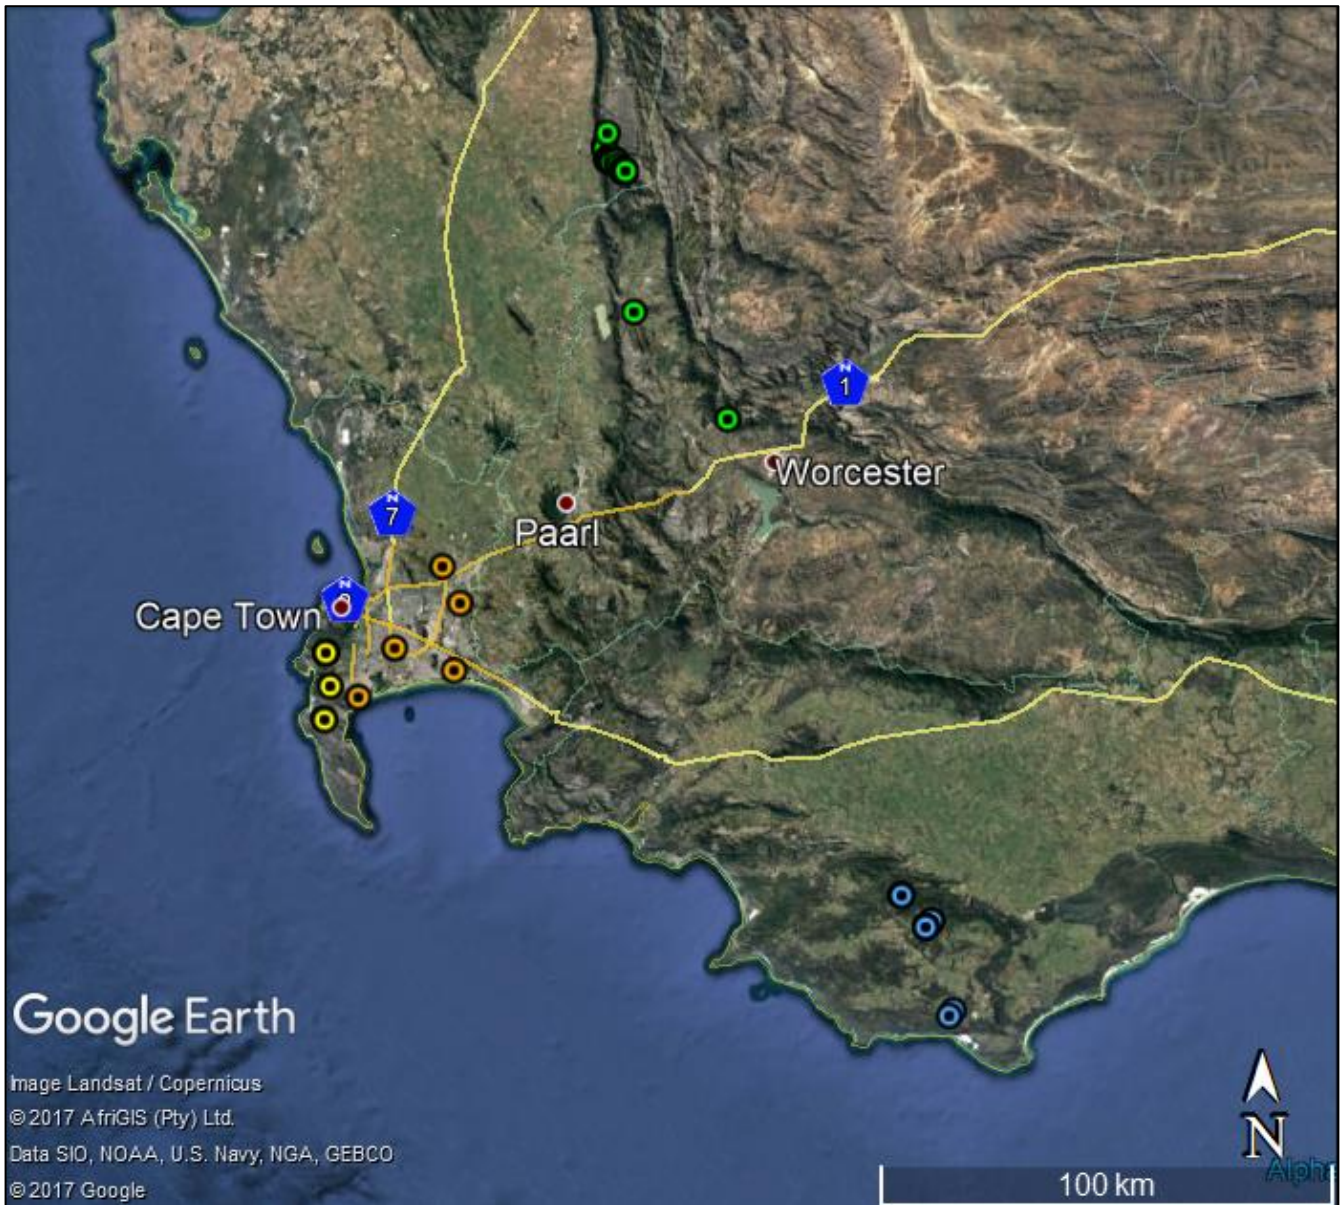 N
1
Worcester
N
7
Paarl
N
Cape Town
Google Earth
Image Landsat / Copernicus
© 2017 AfriGIS (Pty) Ltd.
Data SIO, NOAA, U.S. Navy, NGA, GEBCO
© 2017 Google
N
100 km